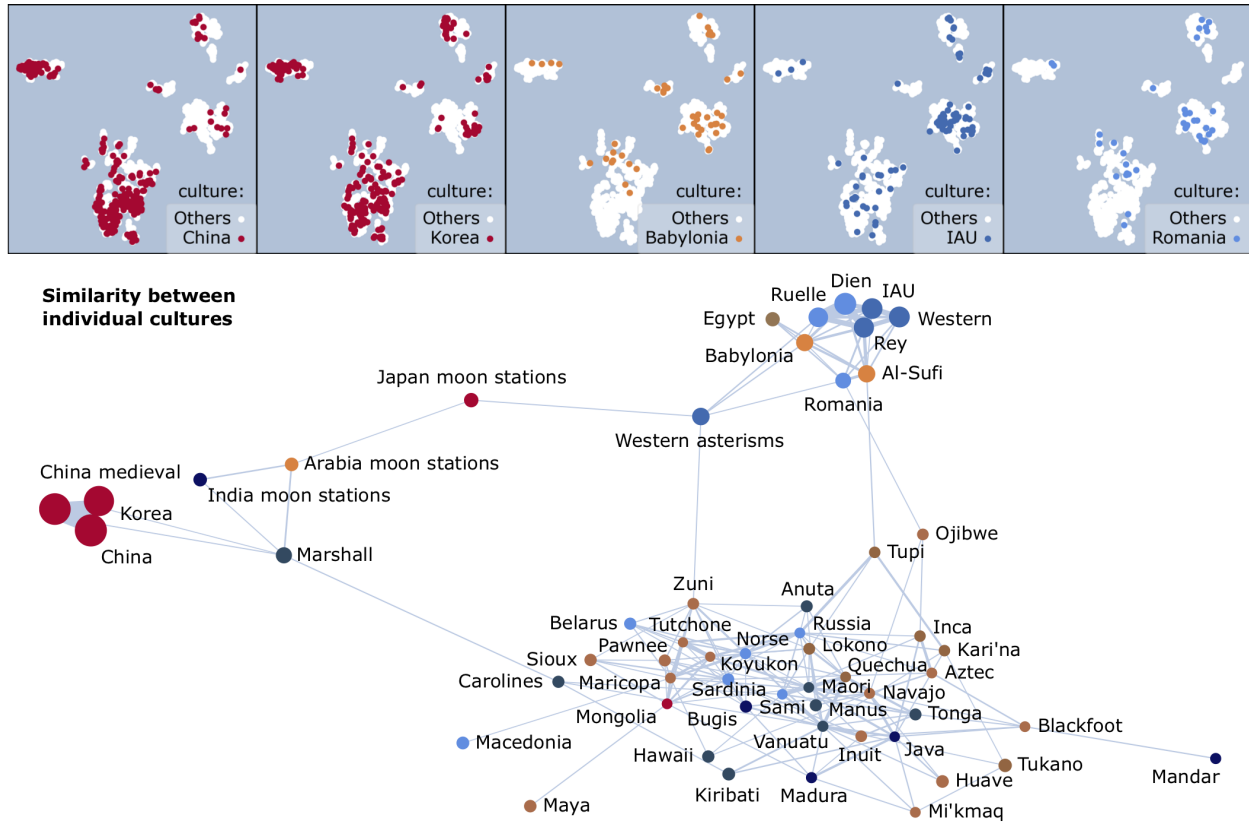 culture:
Others
China
culture:
Others
Korea
culture:
Others
Babylonia
culture:
Others
IAU
culture:
Others
Romania
Similarity between
individual cultures
Dien
IAU
Ruelle
Egypt
Western
Rey
Babylonia
Al-Sufi
Japan moon stations
Romania
Western asterisms
Arabia moon stations
China medieval
India moon stations
Korea
China
Marshall
Ojibwe
Tupi
Zuni
Anuta
Belarus
Tutchone
Russia
Inca
Pawnee
Norse
Lokono
Kari'na
Sioux
Koyukon
Quechua
Aztec
Carolines
Maricopa
Sardinia
Maori
Navajo
Mongolia
Bugis
Sami
Manus
Tonga
Blackfoot
Macedonia
Hawaii
Vanuatu
Inuit
Java
Tukano
Mandar
Kiribati
Madura
Huave
Maya
Mi'kmaq